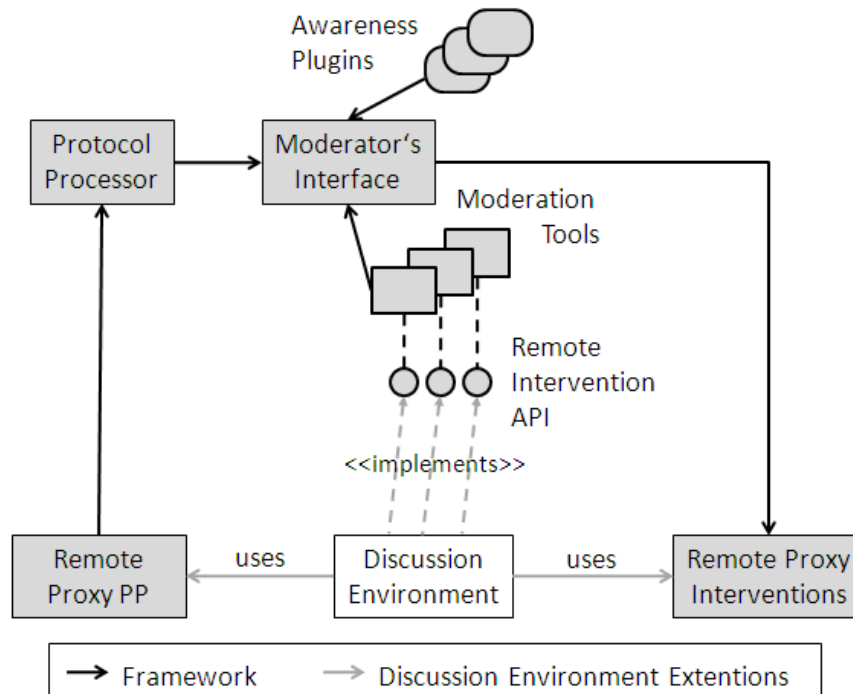 Awareness
Plugins
Protocol
Processor
Moderator‘s
Interface
Moderation
Tools
Remote
Intervention
API
<<implements>>
Remote
Proxy PP
uses
Discussion
Environment
uses
Remote Proxy
Interventions
Framework
Discussion Environment Extentions